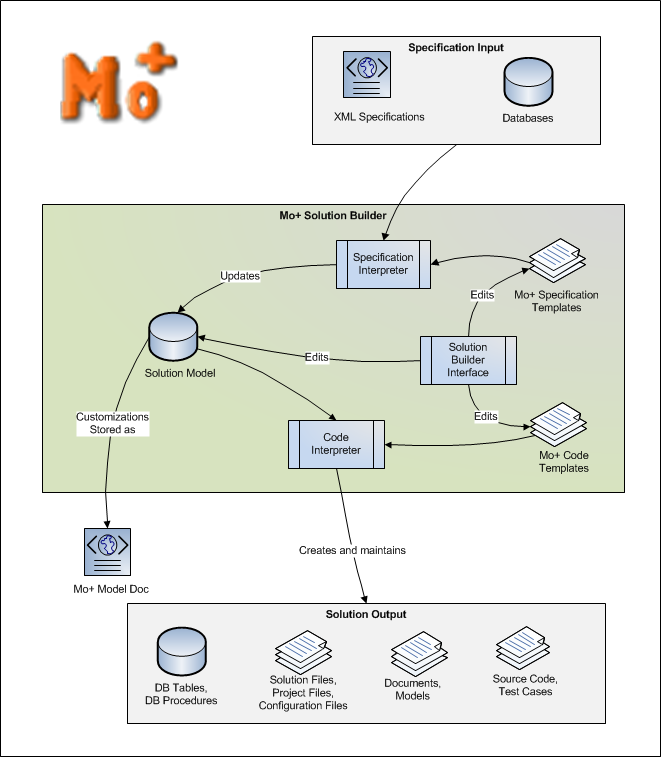 Mo+
Specification Input
XML Specifications
Databases
Mo+ Solution Builder
Specification
Interpreter
Updates
Edits
Mo+ Specification
Templates
Solution Model
Edits
Solution
Builder
Interface
Customizations
Stored as
Edits
Code
Interpreter
Mo+ Code
Templates
Creates and maintains
Mo+ Model Doc
Solution Output
DB Tables,
DB Procedures
Solution Files,
Project Files,
Configuration Files
Documents,
Models
Source Code,
Test Cases